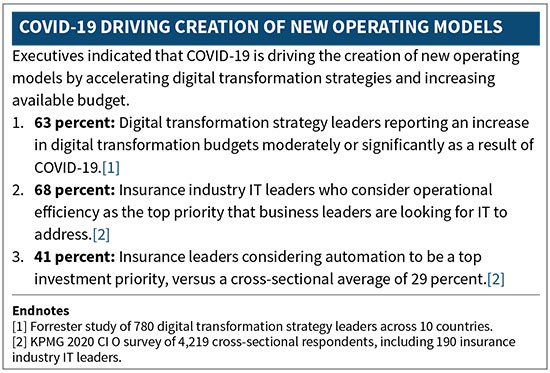 COVID-19 DRIVING CREATION OF NEW OPERATING MODELS
Executives indicated that COVID-19 is driving the creation of new operating
models by accelerating digital transformation strategies and increasing
available budget.
1. 63 percent: Digital transformation strategy leaders reporting an increase
in digital transformation budgets moderately or significantly as a result of
COVID-19.[1]
2. 68 percent: Insurance industry IT leaders who consider operational
efficiency as the top priority that business leaders are looking for IT to
address.[2]
3. 41 percent: Insurance leaders considering automation to be a top
investment priority, versus a cross-sectional average of 29 percent.[2]
Endnotes
[1] Forrester study of 780 digital transformation strategy leaders across 10 countries.
[2] KPMG 2020 CI O survey of 4,219 cross-sectional respondents, including 190 insurance
industry IT leaders.